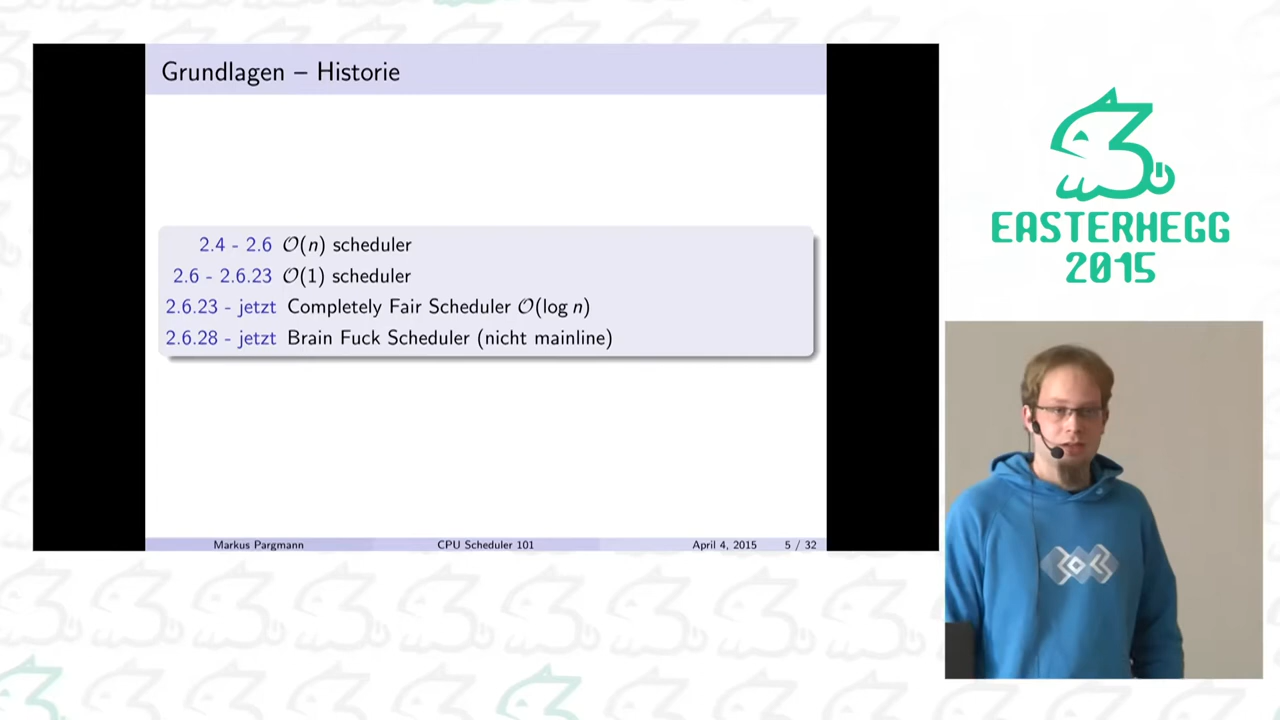 Grundlagen – Historie
2.4 - 2.6 O(n) scheduler
2.6 - 2.6.23 O(1) scheduler
2.6.23 - jetzt Completely Fair Scheduler O(log n)
2.6.28 - jetzt Brain Fuck Scheduler (nicht mainline)
Markus Pargmann CPU Scheduler 101 April 4, 2015 5 / 32
EASTERHEGG
2015